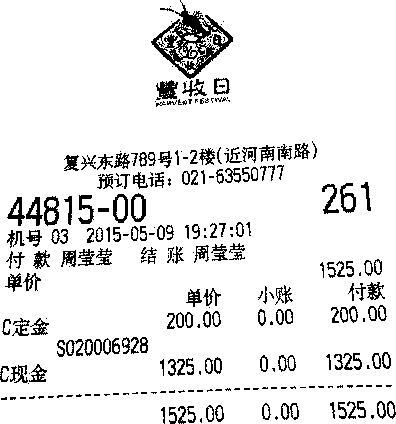 豐收日
HARVENT FESTIVAL
复兴东路789号1-2楼(近河南南路)
预订电话: 021-63550777
44815-00 261
机号 03 2015-05-09 19:27:01
付 款 周莹莹 结 账 周莹莹
单价 1525.00
单价 小账 付款
C定金 200.00 0.00 200.00
S020006928
C现金 1325.00 0.00 1325.00
1525.00 0.00 1525.00